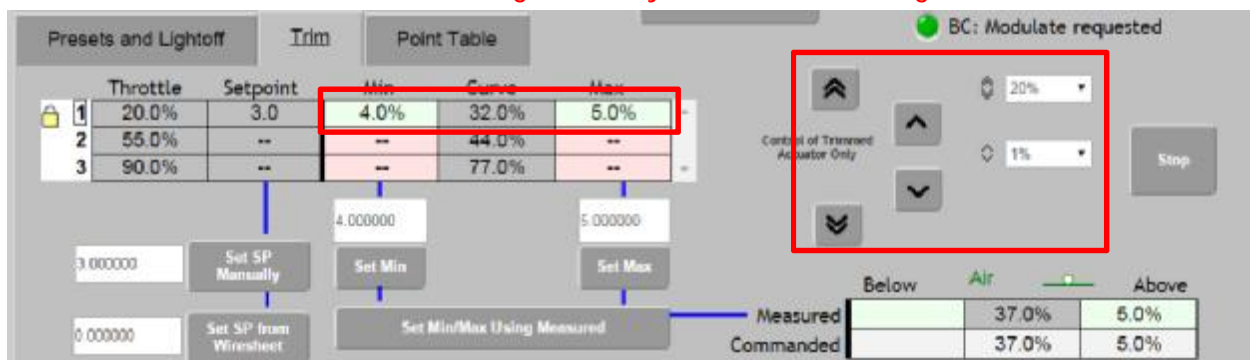 Presets and Lightoff Trim Point Table
BC: Modulate requested
Throttle Setpoint Min Curve Max
1 20.0% 3.0 4.0% 32.0% 5.0%
2 55.0% -- -- 44.0% --
3 90.0% -- -- 77.0% --
20%
Control of Trimmed
Actuator Only
1%
Stop
4.000000 5.000000
3.000000 Set SP
Manually
Set Min Set Max
0.000000 Set SP from
Wiresheet
Set Min/Max Using Measured
Below Air Above
Measured 37.0% 5.0%
Commanded 37.0% 5.0%